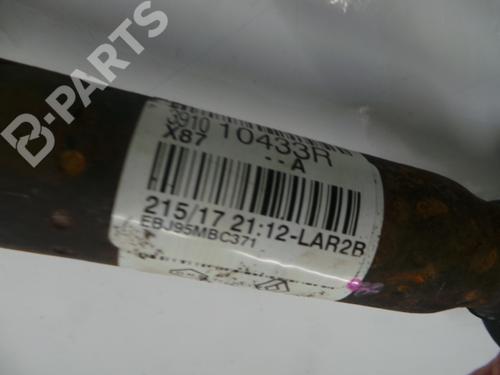 B-PARTS
3910 10433R
X87 --A
215/17 21:12-LAR2B
EBJ95MBC371